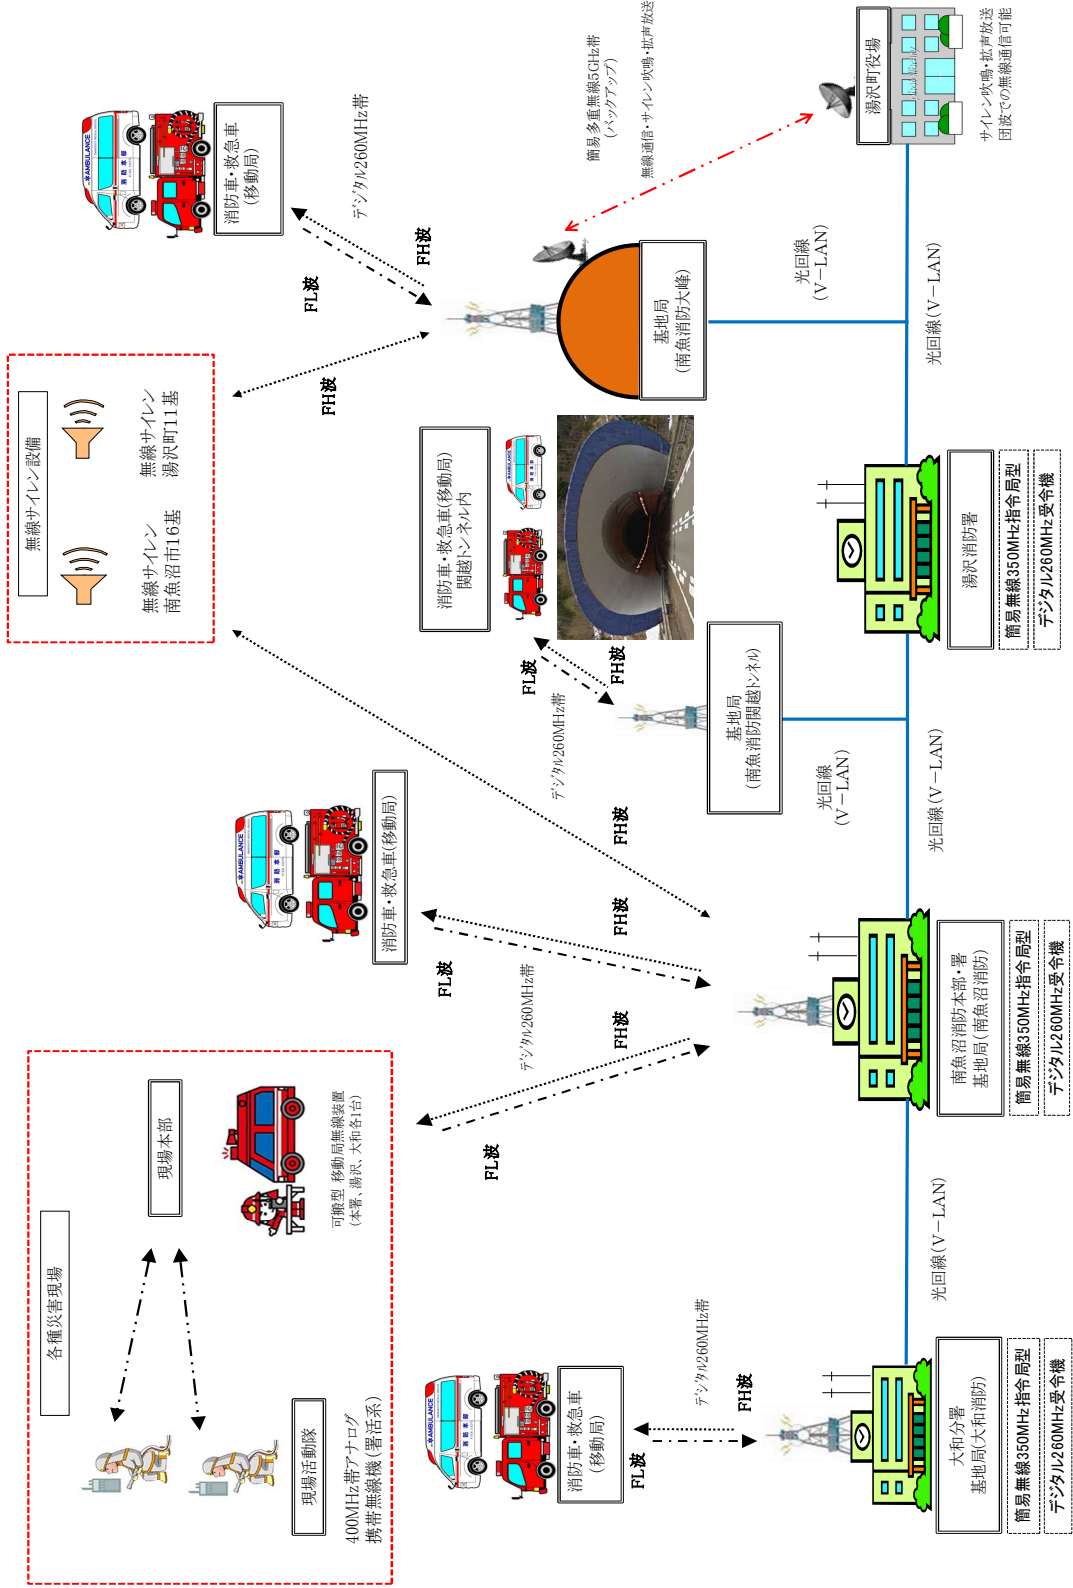 各種災害現場
現場本部
現場活動隊
400MHz帯アナログ
携帯無線機(署活系)
可搬型 移動局無線装置
(本署、湯沢、大和各1台)
無線サイレン設備
無線サイレン
南魚沼市16基
無線サイレン
湯沢町11基
AMBULANCE
消防本部
消防車・救急車
(移動局)
デジタル260MHz帯
FL波
FH波
FH波
AMBULANCE
消防本部
消防車・救急車(移動局)
FL波
デジタル260MHz帯
FH波
FH波
FH波
FL波
消防車・救急車(移動局)
関越トンネル内
FL波
FH波
デジタル260MHz帯
基地局
(南魚消防関越トンネル)
光回線
(V-LAN)
基地局
(南魚消防大峰)
光回線
(V-LAN)
簡易多重無線5GHz帯
(バックアップ)
無線通信・サイレン吹鳴・拡声放送
湯沢町役場
サイレン吹鳴・拡声放送
団波での無線通信可能
AMBULANCE
消防本部
消防車・救急車
(移動局)
FL波
FH波
デジタル260MHz帯
大和分署
基地局(大和消防)
簡易無線350MHz指令局型
デジタル260MHz受令機
光回線(V-LAN)
南魚沼消防本部・署
基地局(南魚沼消防)
簡易無線350MHz指令局型
デジタル260MHz受令機
光回線(V-LAN)
湯沢消防署
簡易無線350MHz指令局型
デジタル260MHz受令機
光回線(V-LAN)